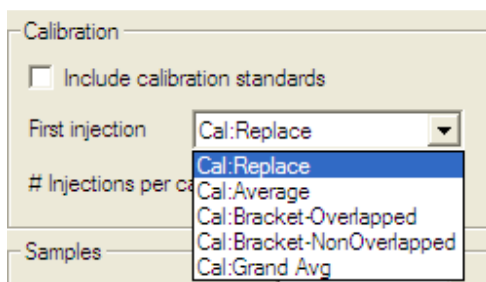 Calibration
Include calibration standards
First injection Cal:Replace
Cal:Replace
# Injections per ca
Cal:Average
Cal:Bracket-Overlapped
Cal:Bracket-NonOverlapped
Samples
Cal:Grand Avg